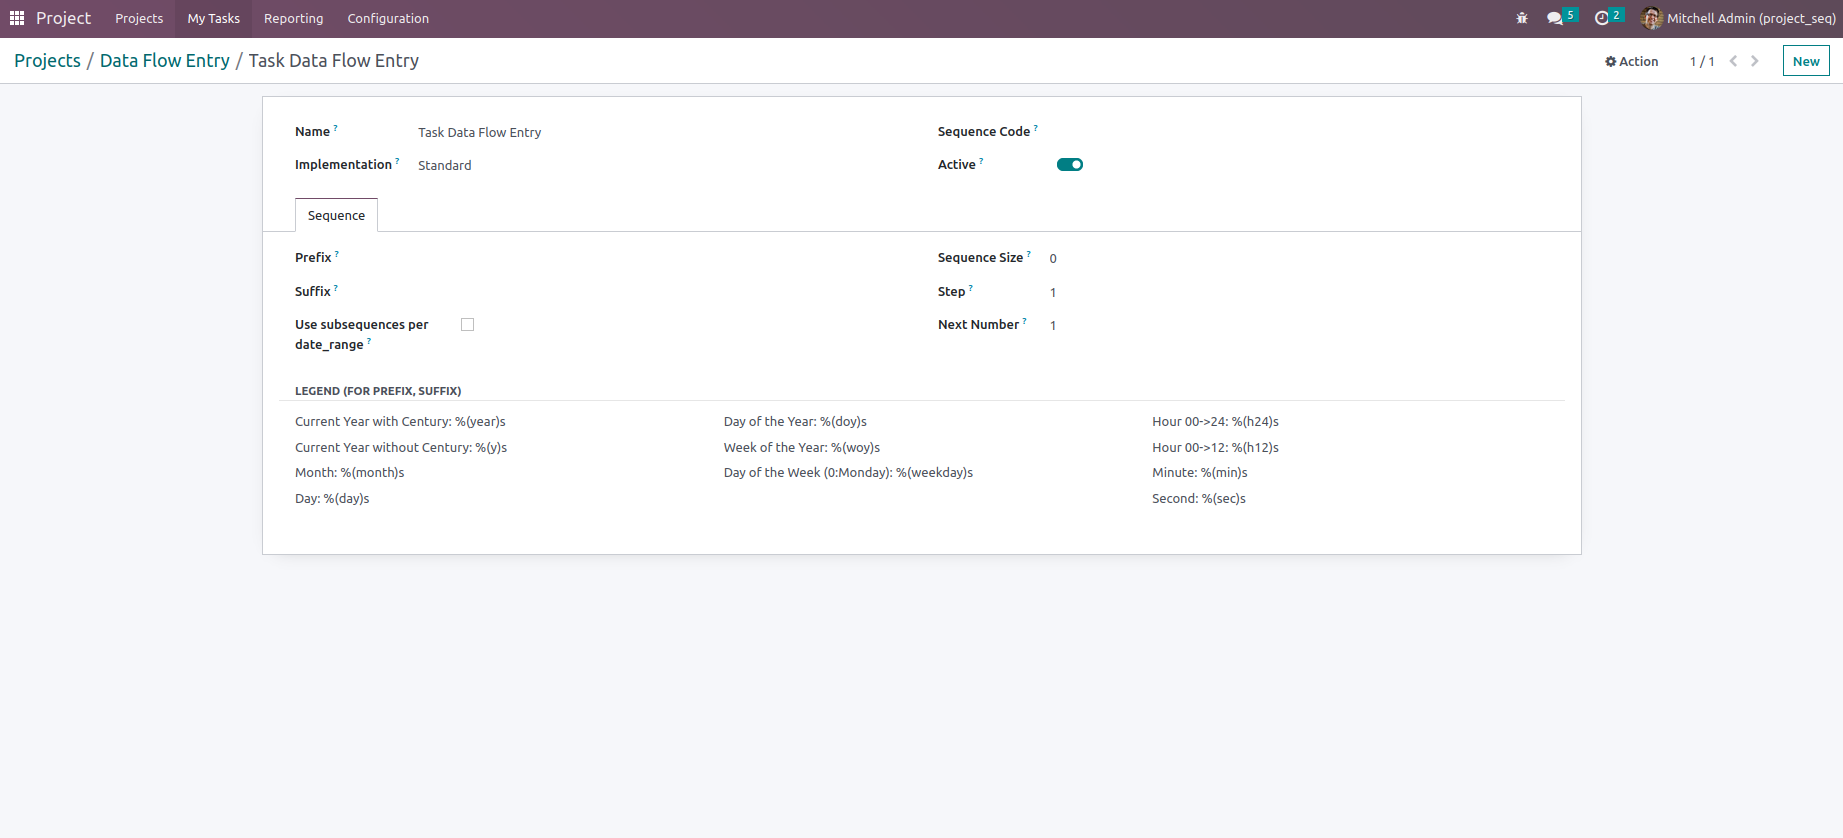 Project Projects My Tasks Reporting Configuration 5 2 Mitchell Admin (project_seq)
Projects / Data Flow Entry / Task Data Flow Entry Action 1 / 1 New
Name ? Task Data Flow Entry Sequence Code ?
Implementation ? Standard Active ?
Sequence
Prefix ? Sequence Size ? 0
Suffix ? Step ? 1
Use subsequences per Next Number ? 1
date_range ?
LEGEND (FOR PREFIX, SUFFIX)
Current Year with Century: %(year)s Day of the Year: %(doy)s Hour 00->24: %(h24)s
Current Year without Century: %(y)s Week of the Year: %(woy)s Hour 00->12: %(h12)s
Month: %(month)s Day of the Week (0:Monday): %(weekday)s Minute: %(min)s
Day: %(day)s Second: %(sec)s